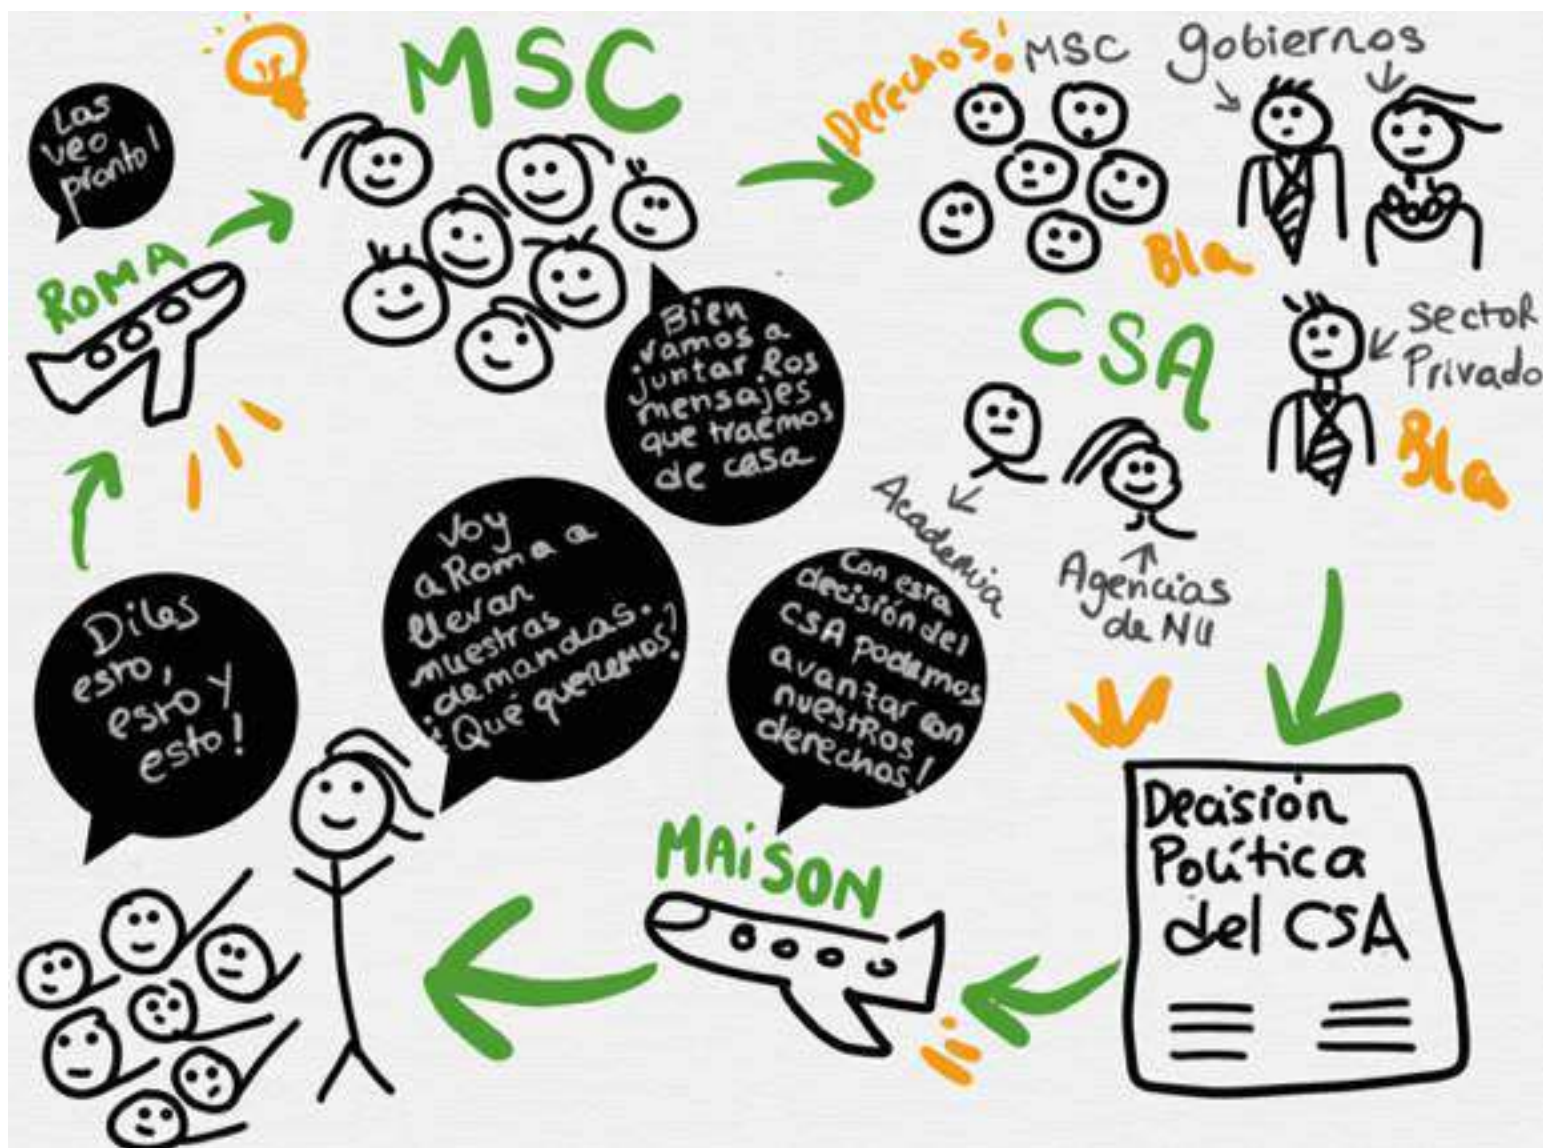 Las
veo
pronto!
ROMA
MSC
Bien
vamos a
juntar los
mensajes
que traemos
de casa
Derechos!
MSC
gobiernos
Bla
CSA
sector
Privado
Bla
Academia
Agencias
de NU
Diles
esto,
esto y
esto!
Voy
a Roma a
llevar
nuestras
demandas.
¿Qué queremos?
Con esta
decisión del
CSA podemos
avanzar con
nuestros
derechos!
MAiSON
Decisión
Política
del CSA